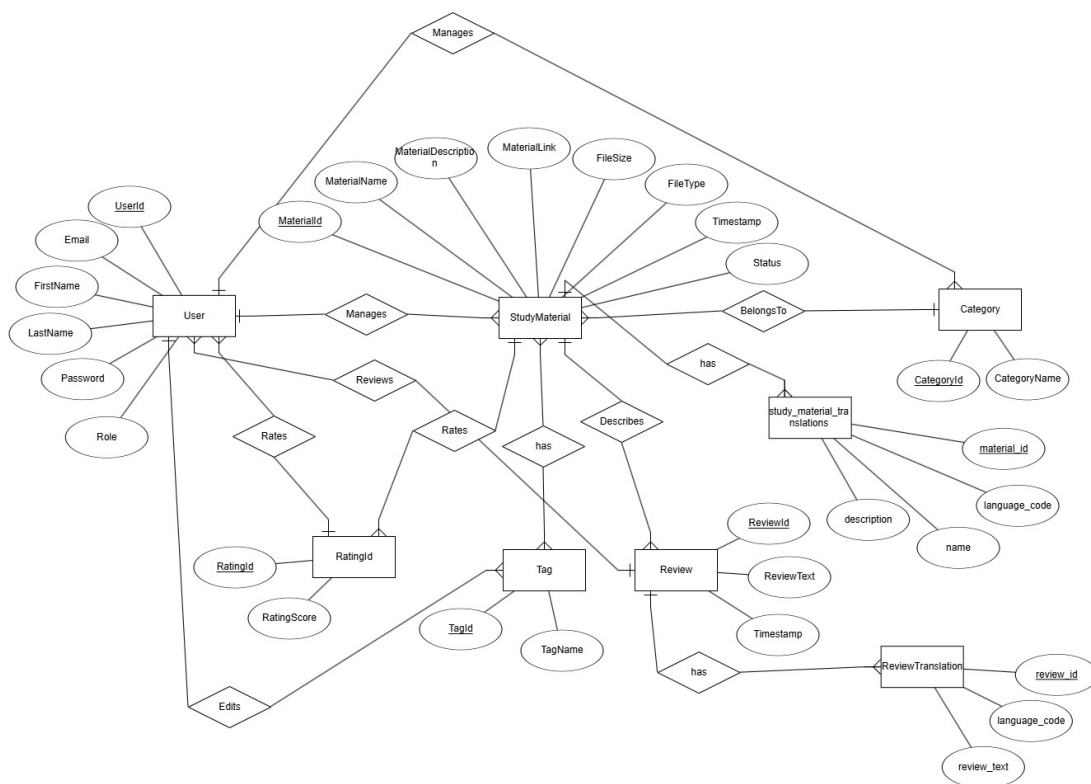 Manages
MaterialLink
MaterialDescriptio
n
FileSize
MaterialName
FileType
UserId
MaterialId
Timestamp
Email
Status
FirstName
User
Manages
StudyMaterial
BelongsTo
Category
LastName
has
Password
Reviews
CategoryId
CategoryName
study_material_tra
nslations
Role
Rates
Rates
has
Describes
material_id
language_code
description
ReviewId
name
RatingId
RatingId
Tag
Review
ReviewText
RatingScore
TagId
TagName
Timestamp
has
ReviewTranslation
review_id
Edits
language_code
review_text